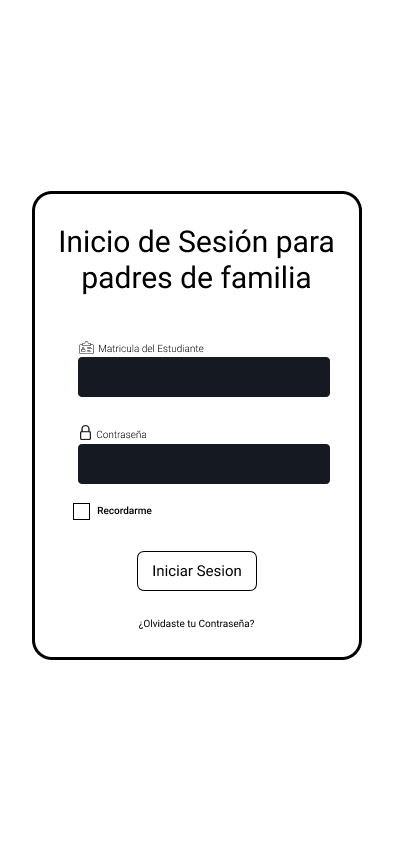 Inicio de Sesión para
padres de familia
Matricula del Estudiante
Contraseña
Recordarme
Iniciar Sesion
¿Olvidaste tu Contraseña?